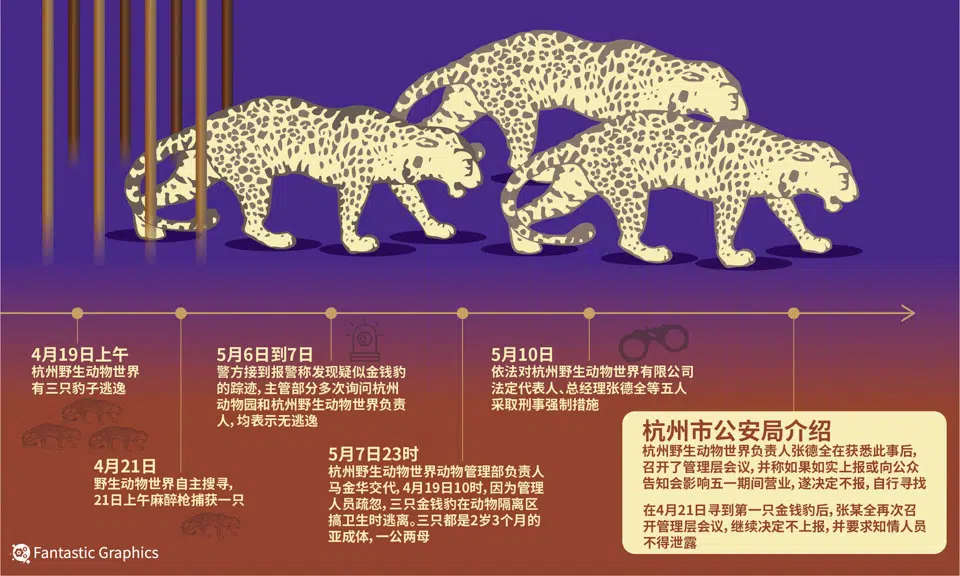 4月19日上午
杭州野生动物世界
有三只豹子逃逸
4月21日
野生动物世界自主搜寻,
21日上午麻醉枪捕获一只
5月6日到7日
警方接到报警称发现疑似金钱豹
的踪迹, 主管部分多次询问杭州
动物园和杭州野生动物世界负责
人, 均表示无逃逸
5月7日23时
杭州野生动物世界动物管理部负责人
马金华交代, 4月19日10时, 因为管理
人员疏忽, 三只金钱豹在动物隔离区
搞卫生时逃离。三只都是2岁3个月的
亚成体, 一公两母
5月10日
依法对杭州野生动物世界有限公司
法定代表人、总经理张德全等五人
采取刑事强制措施
杭州市公安局介绍
杭州野生动物世界负责人张德全在获悉此事后,
召开了管理层会议, 并称如果如实上报或向公众
告知会影响五一期间营业, 遂决定不报, 自行寻找
在4月21日寻到第一只金钱豹后, 张某全再次召
开管理层会议, 继续决定不上报, 并要求知情人员
不得泄露
Fantastic Graphics